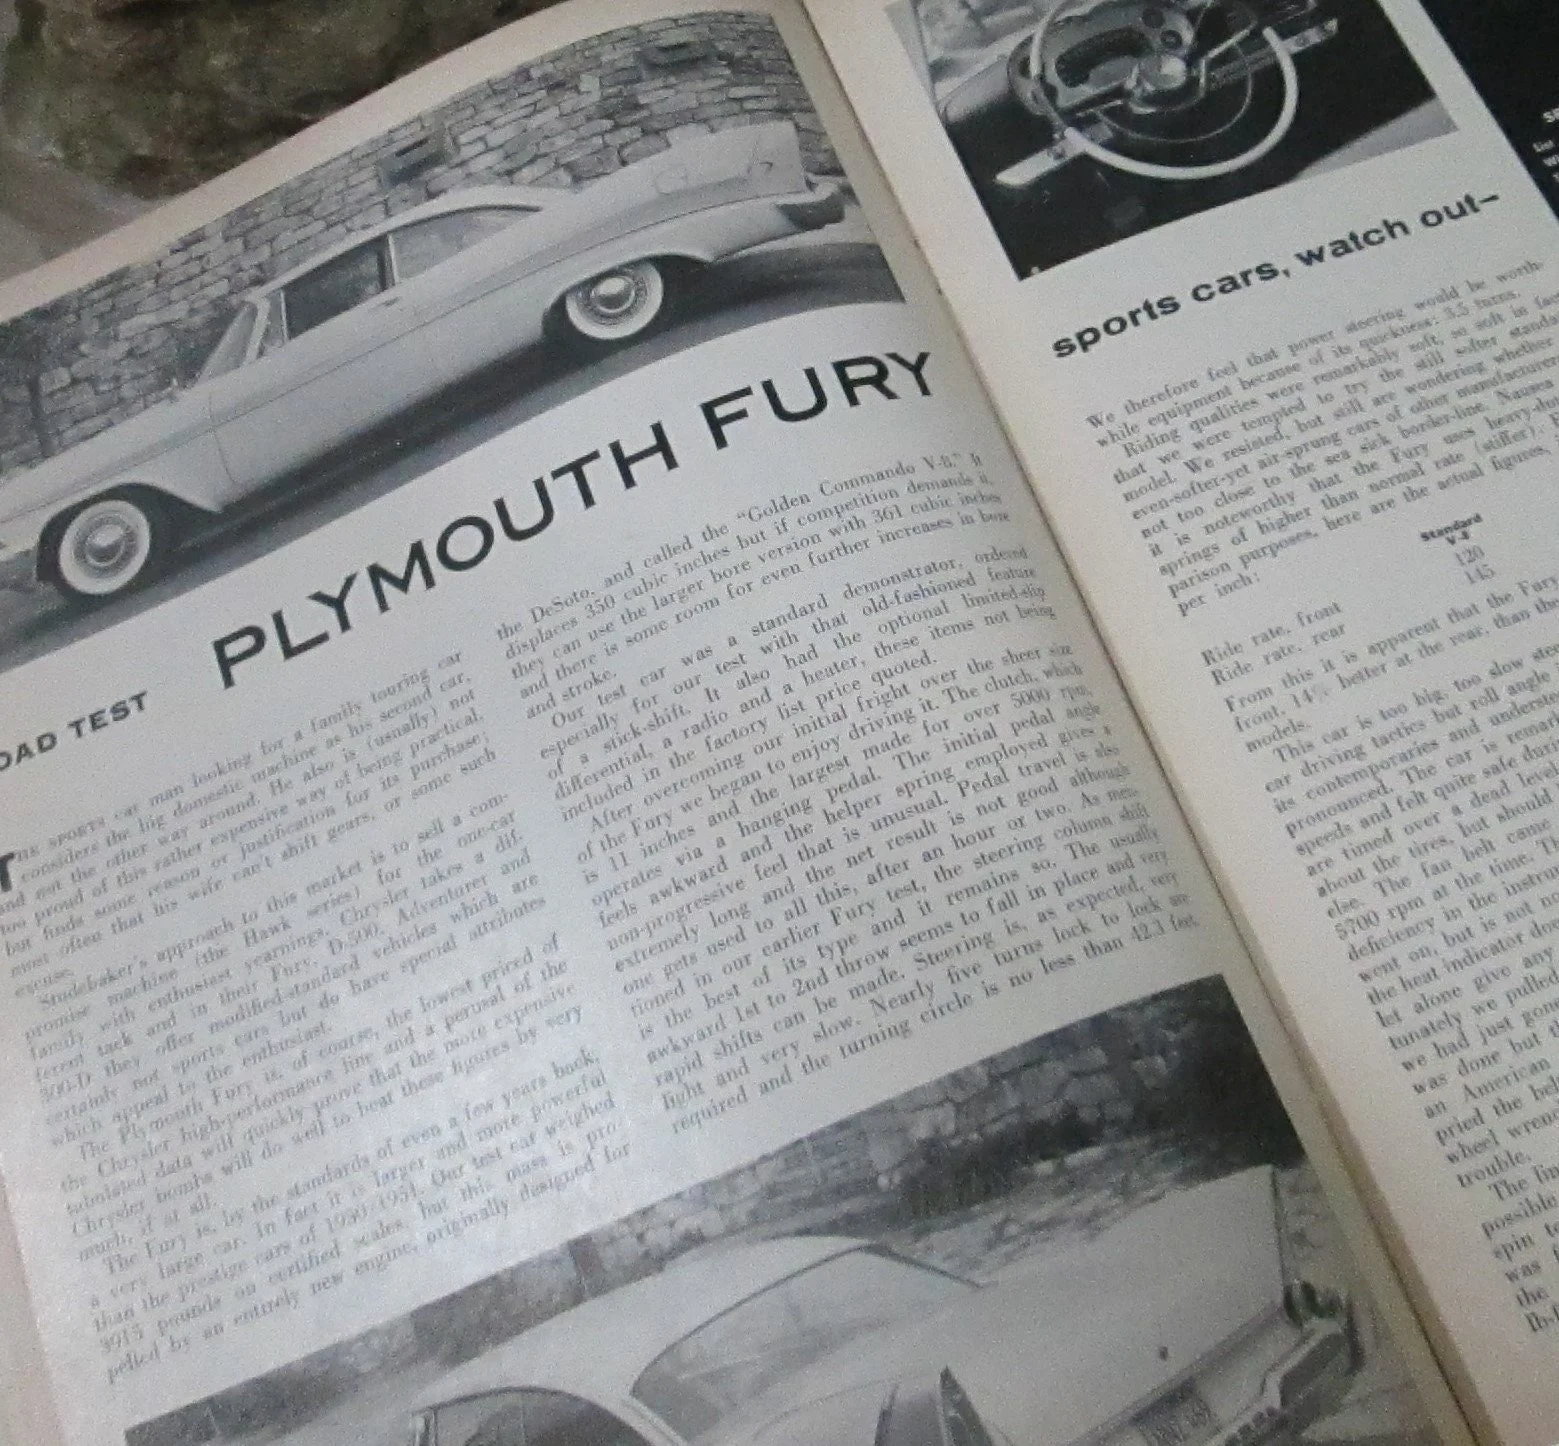 PLYMOUTH FURY
OAD TEST
THE SPORTS car man looking for a family touring car
considers the big domestic machine as his second car,
and not the other way around. He also is (usually) not
too proud of this rather expensive way of being practical,
but finds some reason or justification for its purchase;
most often that his wife can't shift gears, or some such
excuse.
Studebaker's approach to this market is to sell a com-
promise machine (the Hawk series) for the one-car
family with enthusiast yearnings. Chrysler takes a dif-
ferent tack and in their Fury, D-500, Adventurer and
300-D they offer modified-standard vehicles which are
certainly not sports cars but do have special attributes
which appeal to the enthusiast.
The Plymouth Fury is, of course, the lowest priced of
the Chrysler high-performance line and a perusal of the
tabulated data will quickly prove that the more expensive
Chrysler bombs will do well to beat these figures by very
much, if at all.
The Fury is, by the standards of even a few years back,
a very large car. In fact it is larger and more powerful
than the prestige cars of 1950-1951. Our test car weighed
3915 pounds on certified scales, but this mass is pro-
pelled by an entirely new engine, originally designed for
the DeSoto, and called the "Golden Commando V-8." It
displaces 350 cubic inches but if competition demands it,
they can use the larger bore version with 361 cubic inches
and there is some room for even further increases in bore
and stroke.
Our test car was a standard demonstrator, ordered
especially for our test with that old-fashioned feature
of a stick-shift. It also had the optional limited-slip
differential, a radio and a heater, these items not being
included in the factory list price quoted.
After overcoming our initial fright over the sheer size
of the Fury we began to enjoy driving it. The clutch, which
is 11 inches and the largest made for over 5000 rpm,
operates via a hanging pedal. The initial pedal angle
feels awkward and the helper spring employed gives a
non-progressive feel that is unusual. Pedal travel is also
extremely long and the net result is not good although
one gets used to all this, after an hour or two. As men-
tioned in our earlier Fury test, the steering column shift
is the best of its type and it remains so. The usually
awkward 1st to 2nd throw seems to fall in place and very
rapid shifts can be made. Steering is, as expected, very
light and very slow. Nearly five turns lock to lock are
required and the turning circle is no less than 42.3 feet.
sports cars, watch out–
We therefore feel that power steering would be worth-
while equipment because of its quickness: 3.5 turns.
Riding qualities were remarkably soft, so soft in fact
that we were tempted to try the still softer standa
model. We resisted, but still are wondering whether
even-softer-yet air-sprung cars of other manufacturer
not too close to the sea sick border-line. Nausea
it is noteworthy that the Fury uses heavy-du
springs of higher than normal rate (stiffer).
parison purposes, here are the actual figures,
per inch:
Standard
V-8
Ride rate, front 120
Ride rate, rear 145
From this it is apparent that the Fury
front, 14% better at the rear, than the
models.
This car is too big, too slow stee
car driving tactics but roll angle
its contemporaries and underste
pronounced. The car is remark
speeds and felt quite safe duri
are timed over a dead level
about the tires, but should
else. The fan belt came
5700 rpm at the time. Th
deficiency in the instrum
went on, but is not no
the heat indicator do
let alone give any
tunately we pulled
we had just gon
was done but th
an American
pried the bel
wheel wrenc
trouble.
The lim
possible
spin to
was
the
lb-f